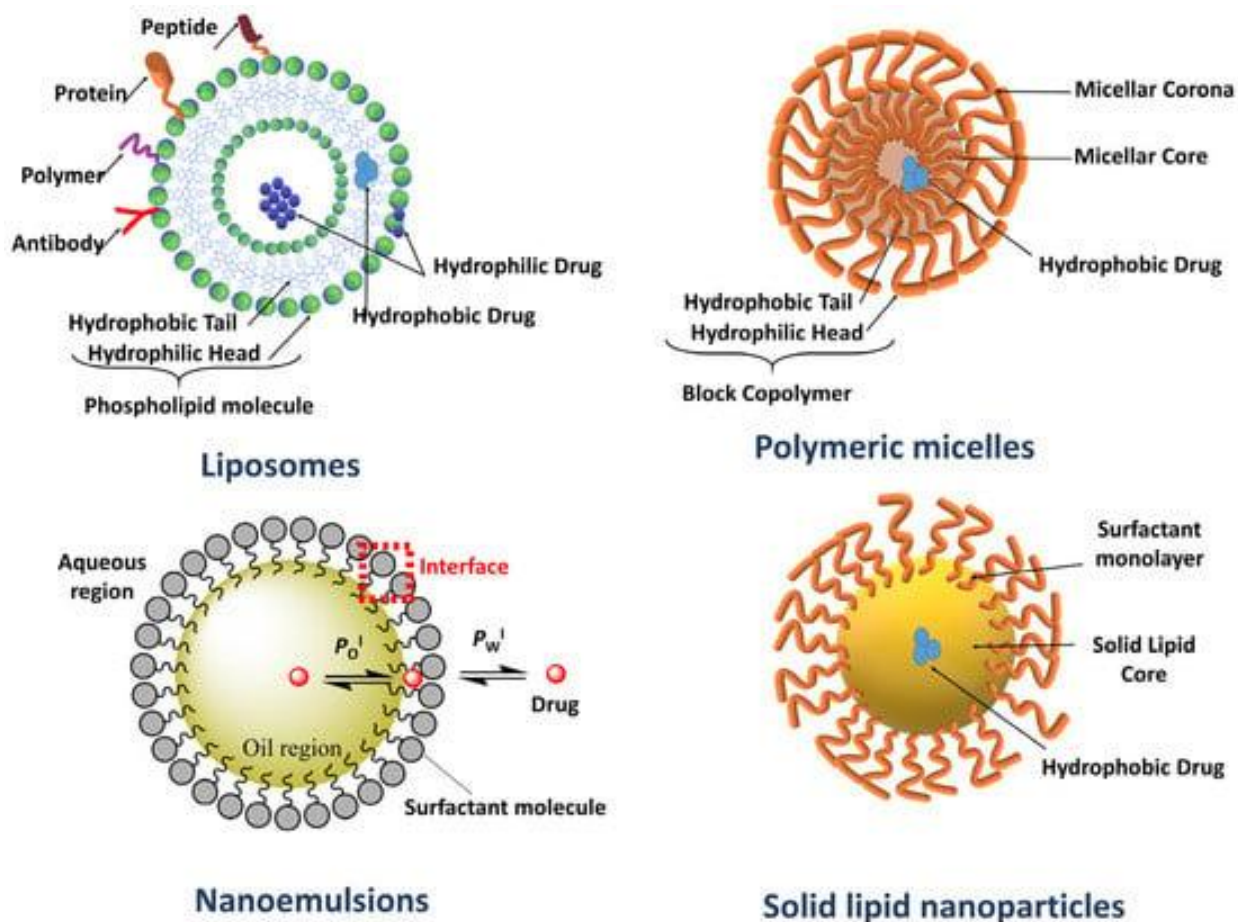 Peptide
Protein
Polymer
Antibody
Hydrophilic Drug
Hydrophobic Tail
Hydrophobic Drug
Hydrophilic Head
Phospholipid molecule
Liposomes
Micellar Corona
Micellar Core
Hydrophobic Drug
Hydrophobic Tail
Hydrophilic Head
Block Copolymer
Polymeric micelles
Aqueous
region
Interface
Po^I
Pw^I
Drug
Oil region
Surfactant molecule
Nanoemulsions
Surfactant
monolayer
Solid Lipid
Core
Hydrophobic Drug
Solid lipid nanoparticles